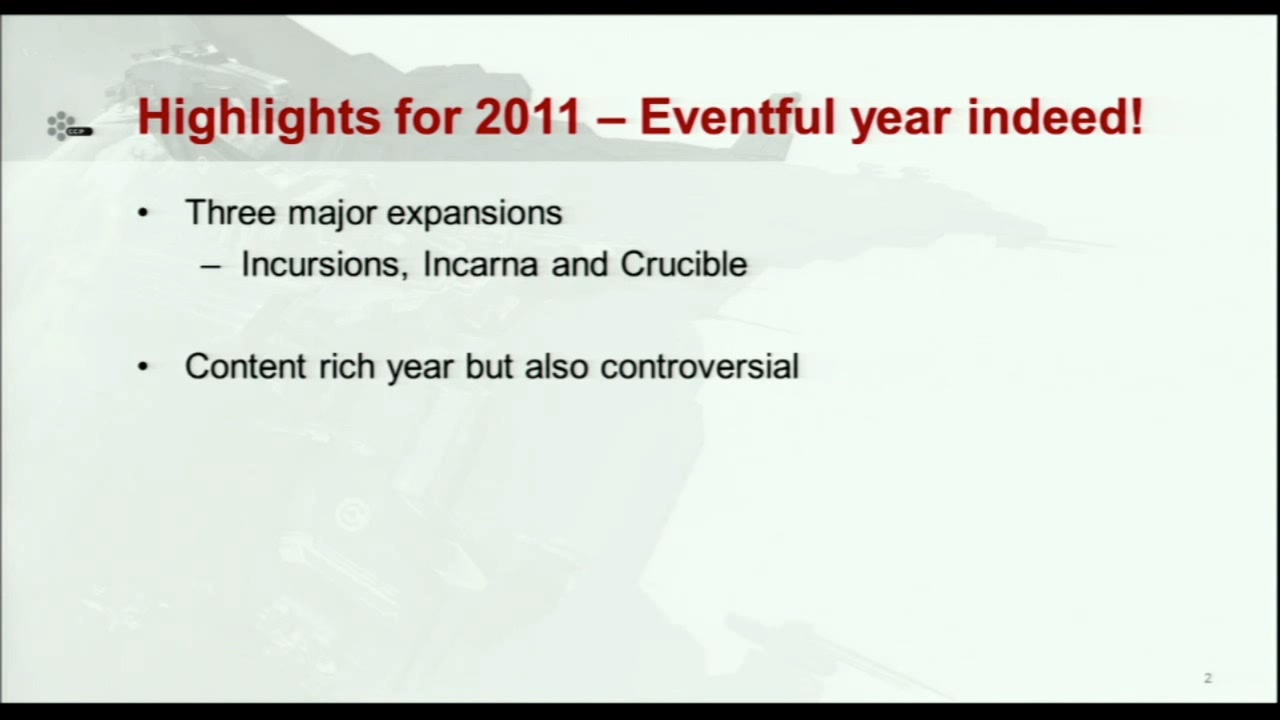 Highlights for 2011 – Eventful year indeed!
CCP
• Three major expansions
– Incursions, Incarna and Crucible
• Content rich year but also controversial
2